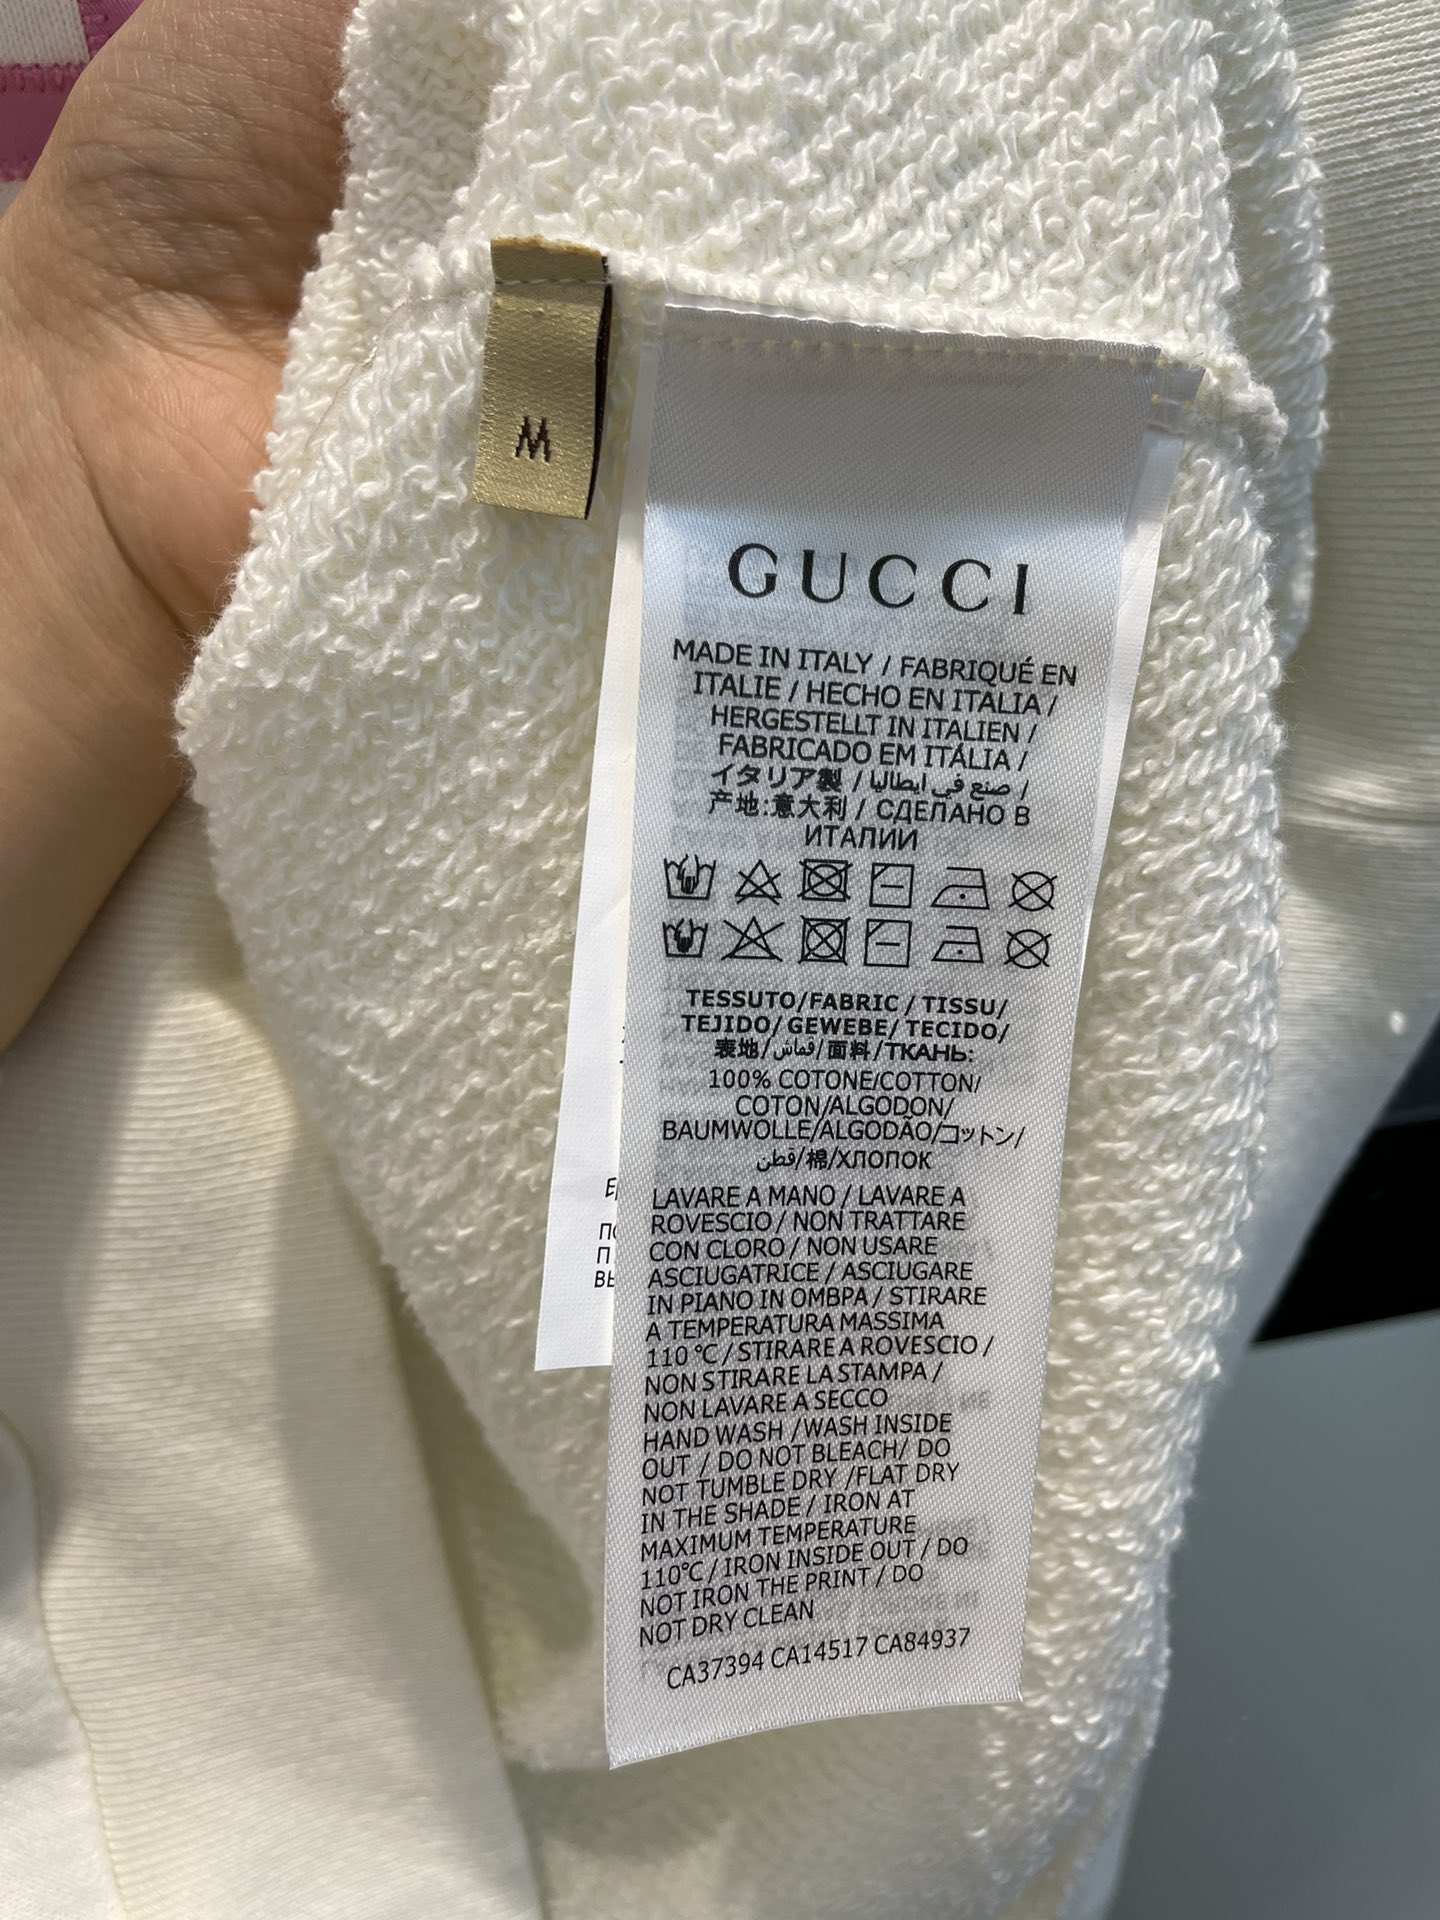 M
GUCCI
MADE IN ITALY / FABRIQUÉ EN
ITALIE / HECHO EN ITALIA /
HERGESTELLT IN ITALIEN /
FABRICADO EM ITÁLIA /
イタリア製 / صنع في ايطاليا /
产地:意大利 / СДЕЛАНО В
ИТАЛИИ
TESSUTO/FABRIC / TISSU/
TEJIDO/ GEWEBE/ TECIDO/
表地/قماش/面料/ТКАНЬ:
100% COTONE/COTTON/
COTON/ALGODON/
BAUMWOLLE/ALGODÃO/コットン/
قطن/棉/ХЛОПОК
LAVARE A MANO / LAVARE A
ROVESCIO / NON TRATTARE
CON CLORO / NON USARE
ASCIUGATRICE / ASCIUGARE
IN PIANO IN OMBPA / STIRARE
A TEMPERATURA MASSIMA
110 °C / STIRARE A ROVESCIO /
NON STIRARE LA STAMPA /
NON LAVARE A SECCO
HAND WASH /WASH INSIDE
OUT / DO NOT BLEACH/ DO
NOT TUMBLE DRY /FLAT DRY
IN THE SHADE / IRON AT
MAXIMUM TEMPERATURE
110°C / IRON INSIDE OUT / DO
NOT IRON THE PRINT / DO
NOT DRY CLEAN
CA37394 CA14517 CA84937